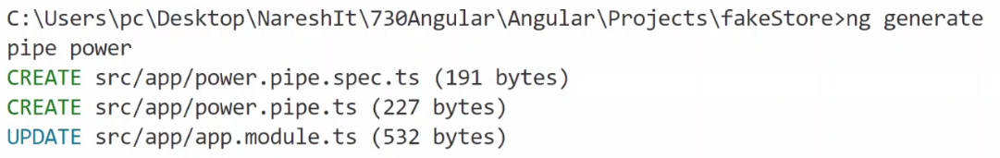 C:\Users\pc\Desktop\NareshIt\730Angular\Angular\Projects\fakeStore>ng generate
pipe power
CREATE src/app/power.pipe.spec.ts (191 bytes)
CREATE src/app/power.pipe.ts (227 bytes)
UPDATE src/app/app.module.ts (532 bytes)